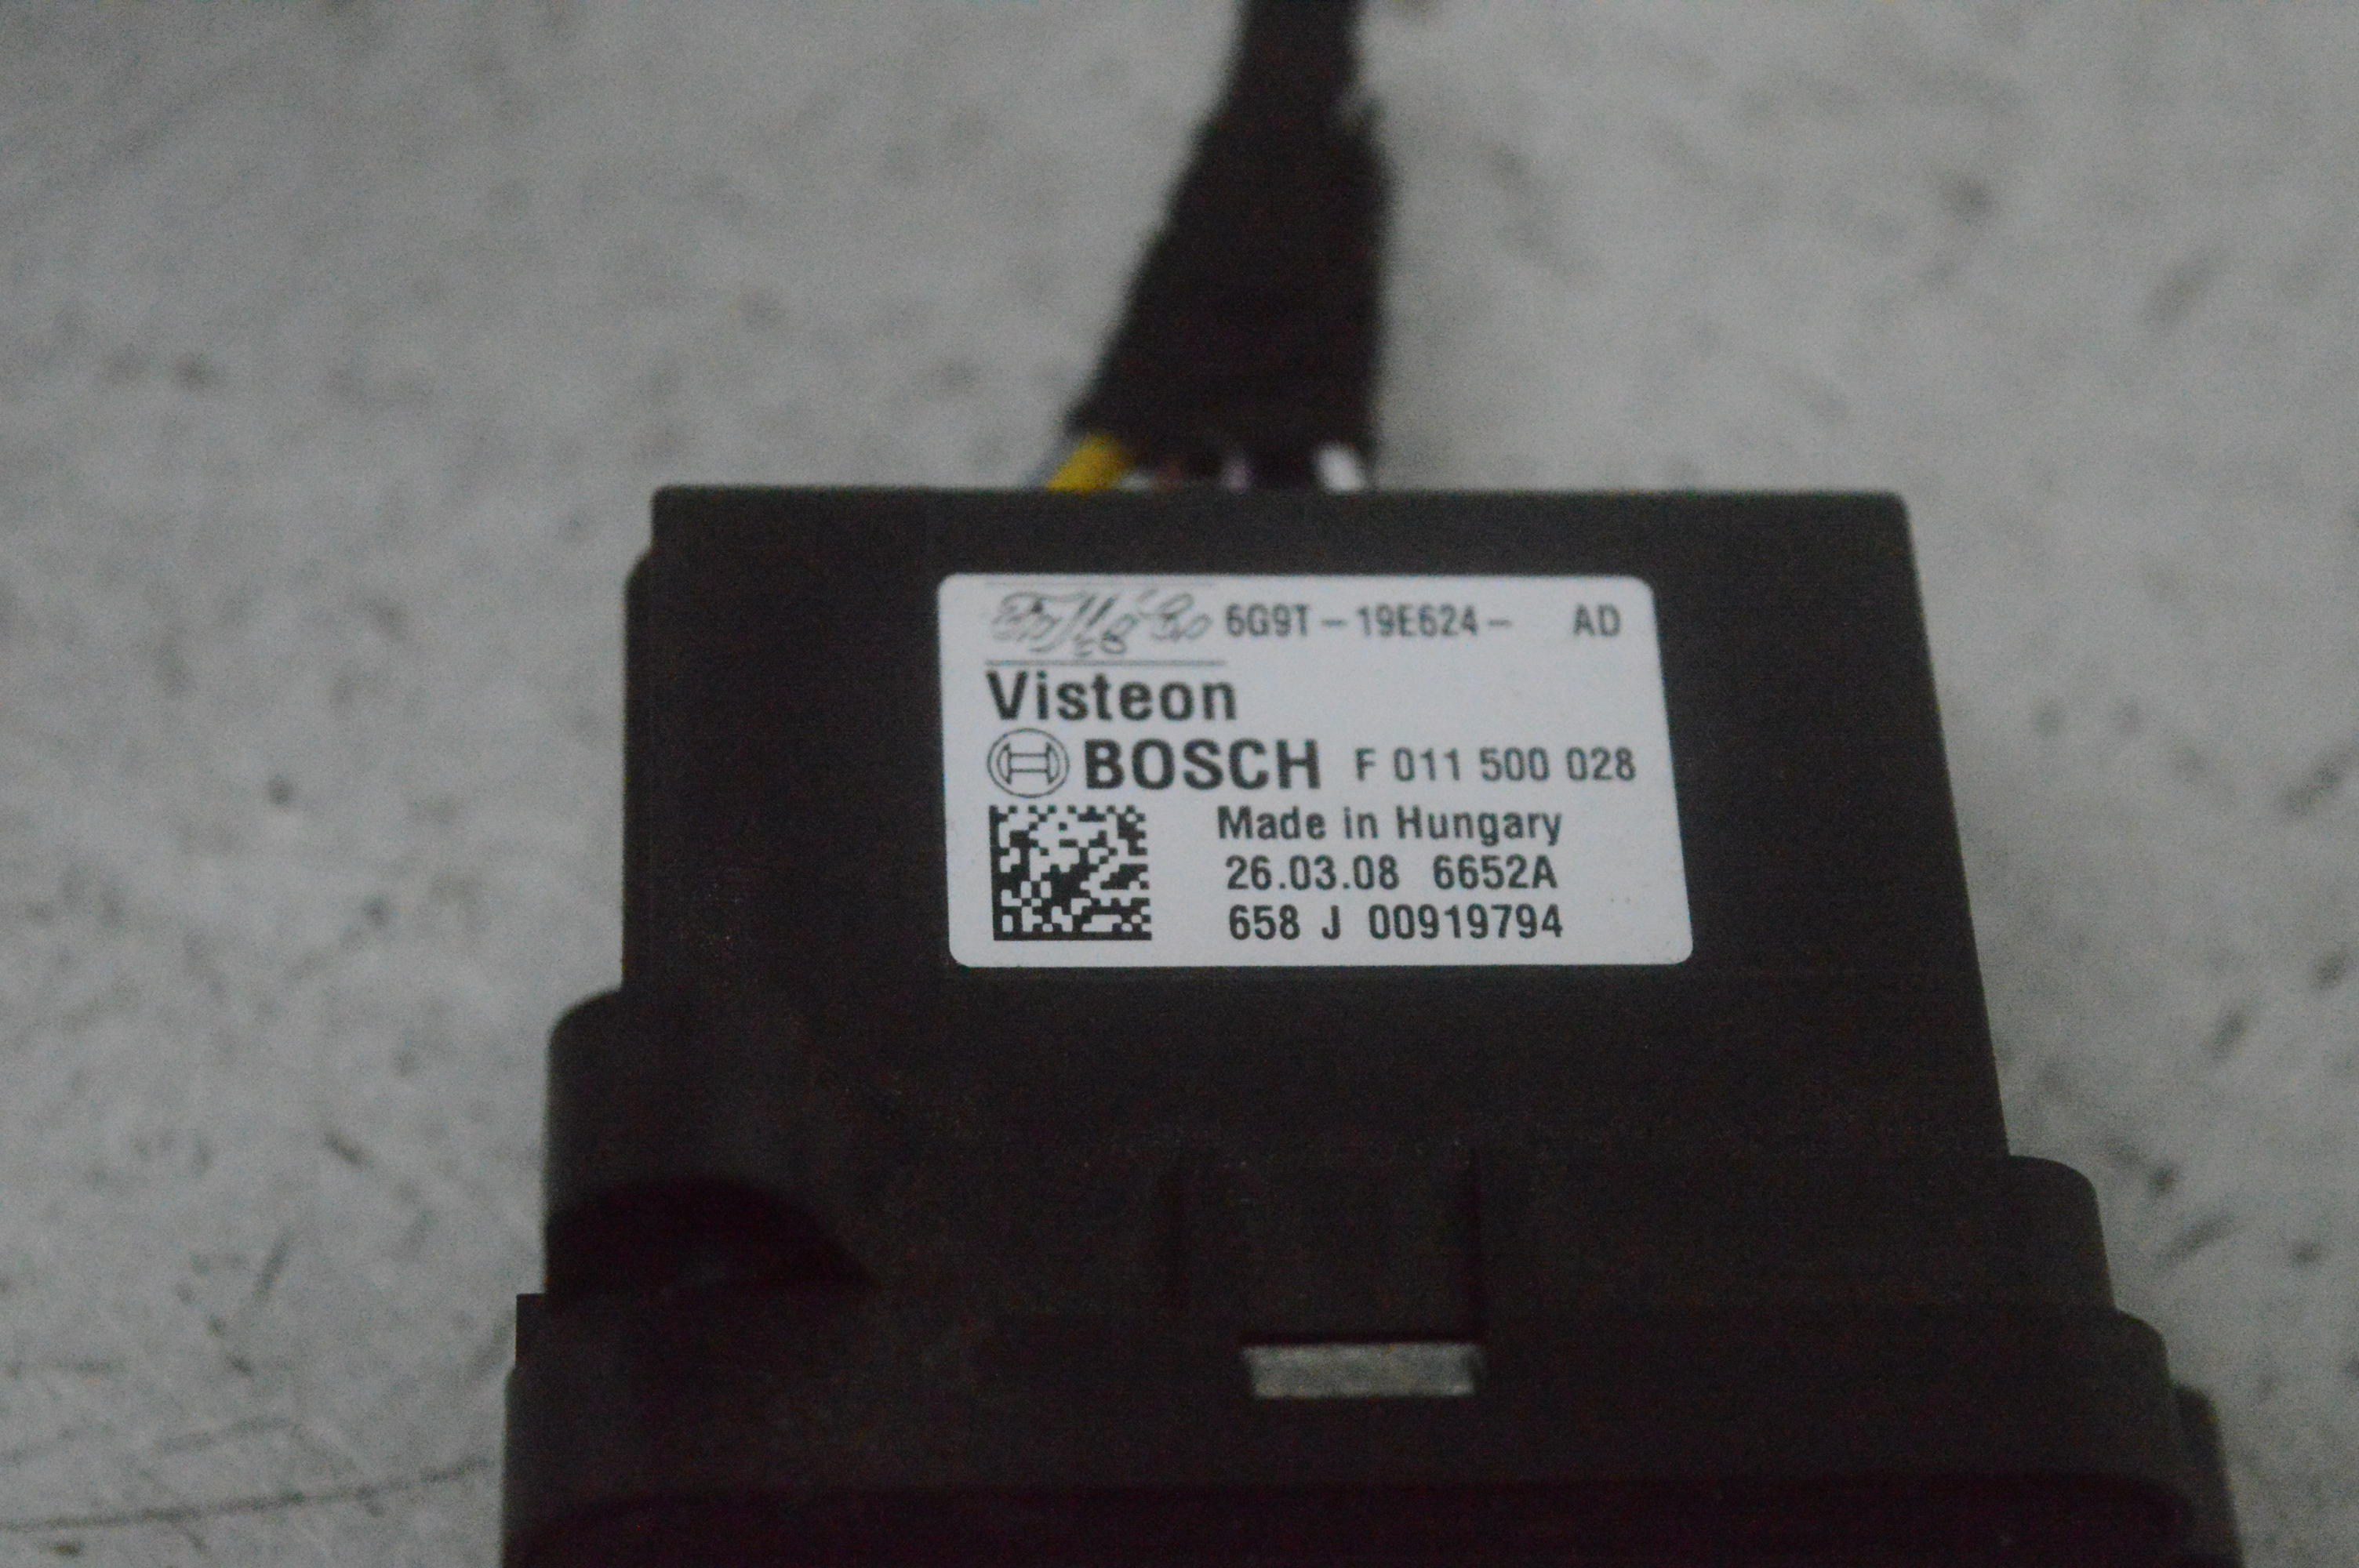 6G9T - 19E624 - AD
Visteon
BOSCH F 011 500 028
Made in Hungary
26.03.08 6652A
658 J 00919794